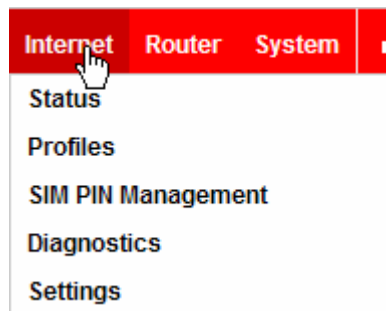 Internet Router System
Status
Profiles
SIM PIN Management
Diagnostics
Settings